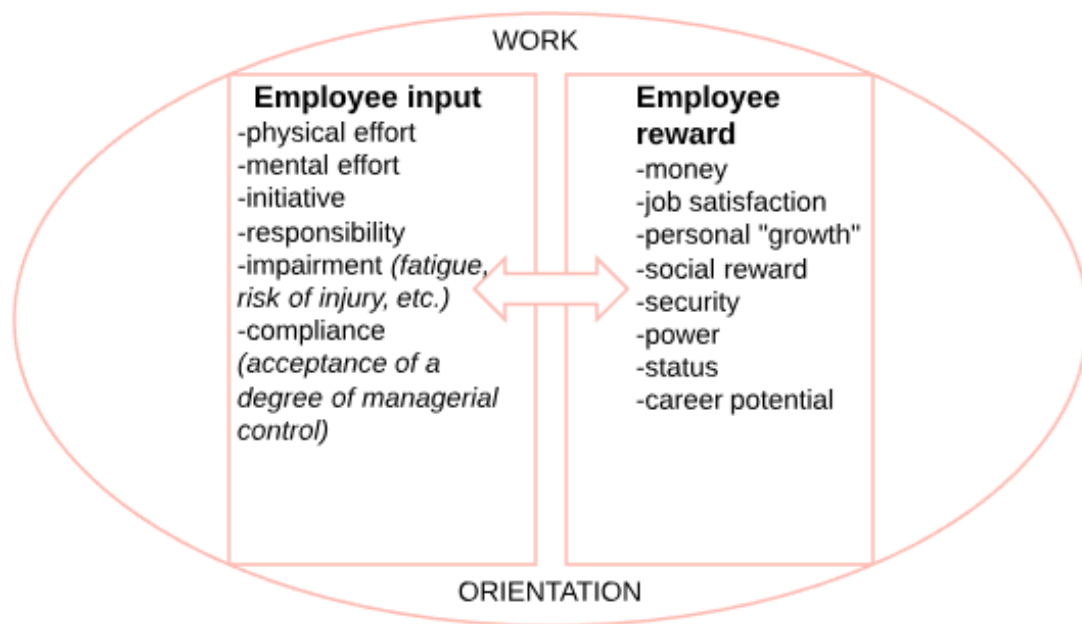 WORK
Employee input
-physical effort
-mental effort
-initiative
-responsibility
-impairment (fatigue,
risk of injury, etc.)
-compliance
(acceptance of a
degree of managerial
control)
Employee
reward
-money
-job satisfaction
-personal "growth"
-social reward
-security
-power
-status
-career potential
ORIENTATION